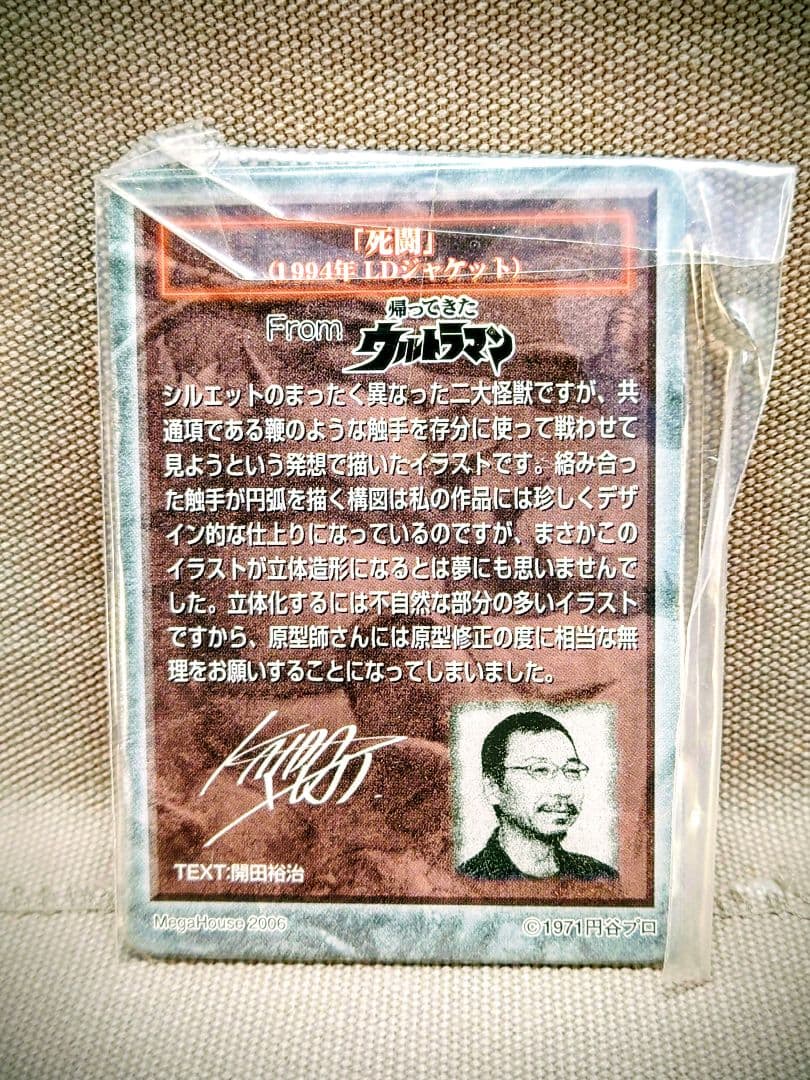 「死闘」
(1994年 LDジャケット)
From 帰ってきた
ウルトラマン
シルエットのまったく異なった二大怪獣ですが、共
通項である鞭のような触手を存分に使って戦わせて
見ようという発想で描いたイラストです。絡み合っ
た触手が円弧を描く構図は私の作品には珍しくデザ
イン的な仕上りになっているのですが、まさかこの
イラストが立体造形になるとは夢にも思いませんで
した。立体化するには不自然な部分の多いイラスト
ですから、原型師さんには原型修正の度に相当な無
理をお願いすることになってしまいました。
TEXT:開田裕治
MegaHouse 2006
©1971円谷プロ